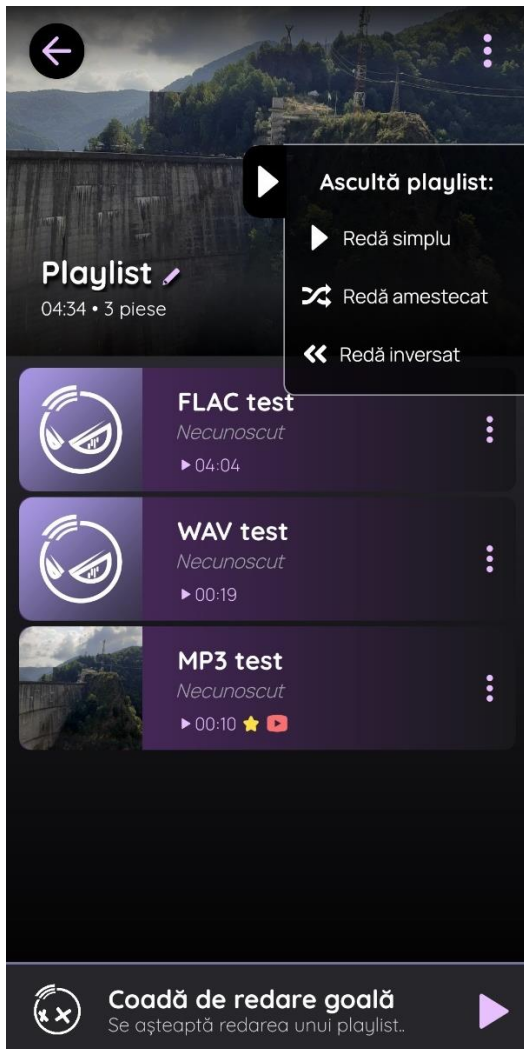 Ascultă playlist:
Redă simplu
Redă amestecat
Redă inversat
Playlist
04:34 • 3 piese
FLAC test
Necunoscut
04:04
WAV test
Necunoscut
00:19
MP3 test
Necunoscut
00:10
Coadă de redare goală
Se așteaptă redarea unui playlist..